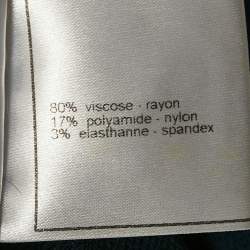 80% viscose - rayon
17% polyamide - nylon
3% elasthanne - spandex